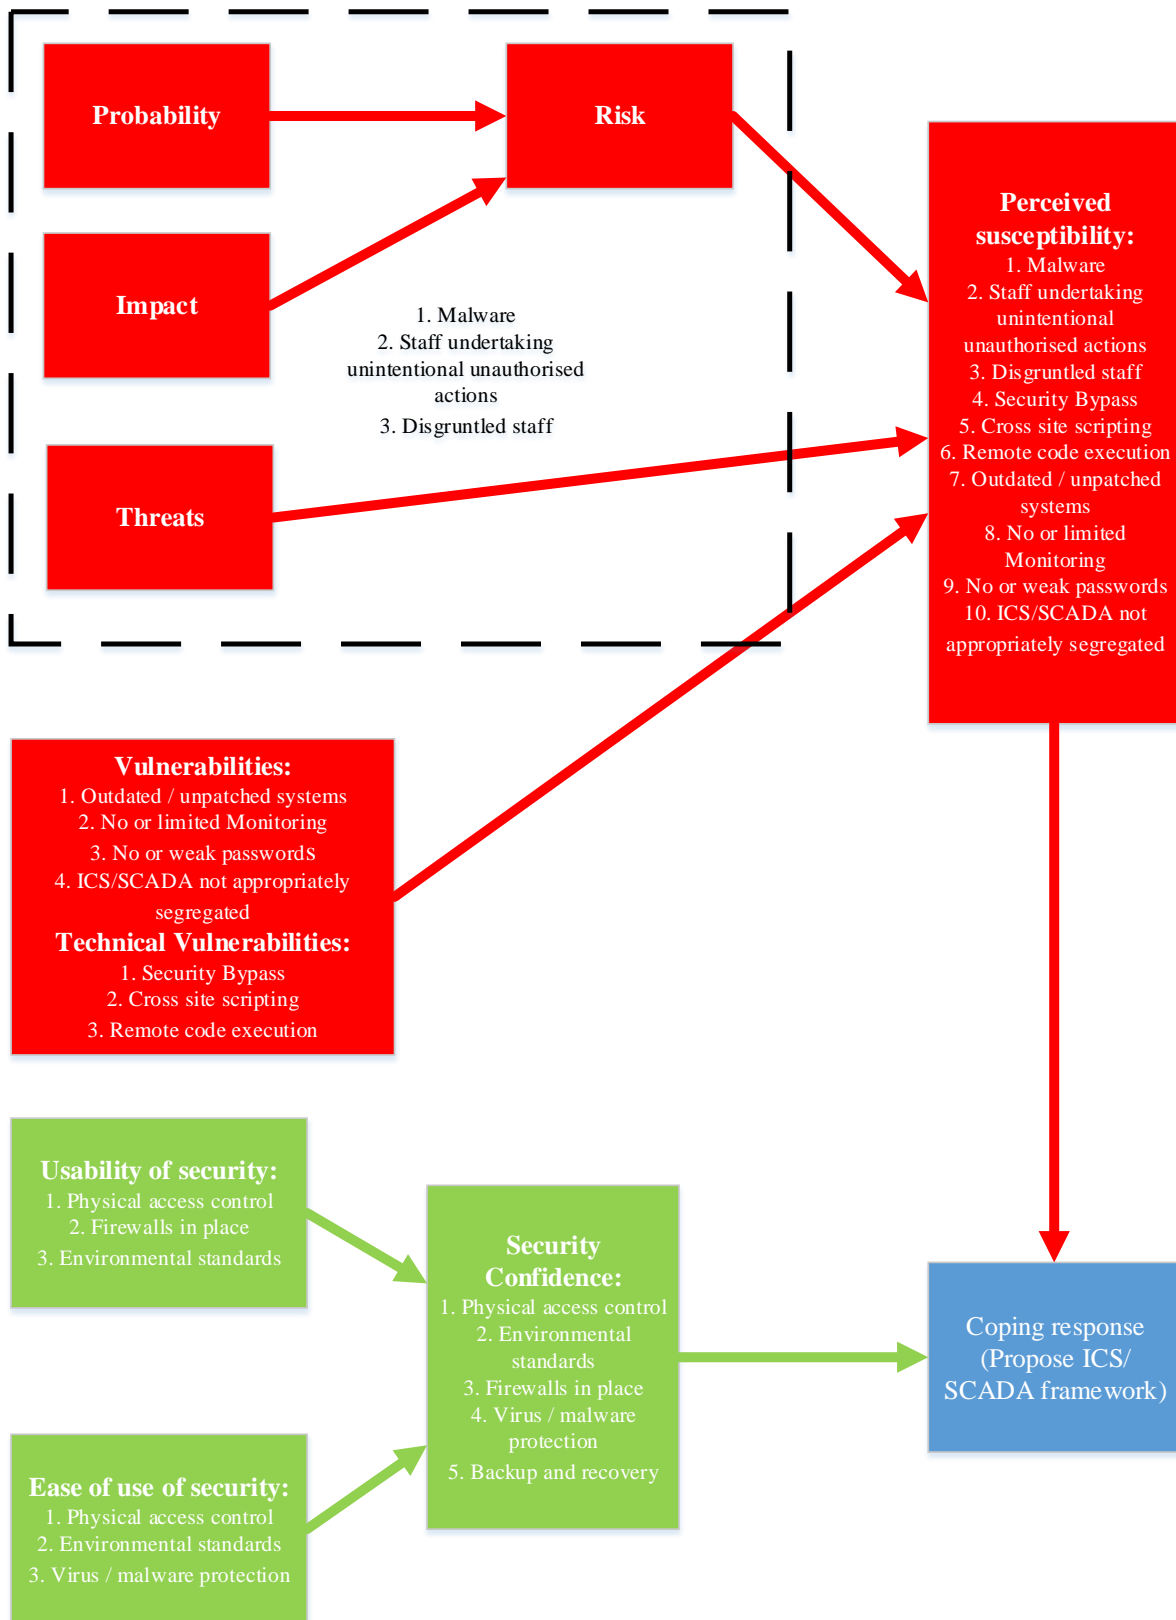 Probability
Risk
Impact
1. Malware
2. Staff undertaking
unintentional unauthorised
actions
3. Disgruntled staff
Threats
Perceived
susceptibility:
1. Malware
2. Staff undertaking
unintentional
unauthorised actions
3. Disgruntled staff
4. Security Bypass
5. Cross site scripting
6. Remote code execution
7. Outdated / unpatched
systems
8. No or limited
Monitoring
9. No or weak passwords
10. ICS/SCADA not
appropriately segregated
Vulnerabilities:
1. Outdated / unpatched systems
2. No or limited Monitoring
3. No or weak passwords
4. ICS/SCADA not appropriately
segregated
Technical Vulnerabilities:
1. Security Bypass
2. Cross site scripting
3. Remote code execution
Usability of security:
1. Physical access control
2. Firewalls in place
3. Environmental standards
Security
Confidence:
1. Physical access control
2. Environmental
standards
3. Firewalls in place
4. Virus / malware
protection
5. Backup and recovery
Coping response
(Propose ICS/
SCADA framework)
Ease of use of security:
1. Physical access control
2. Environmental standards
3. Virus / malware protection